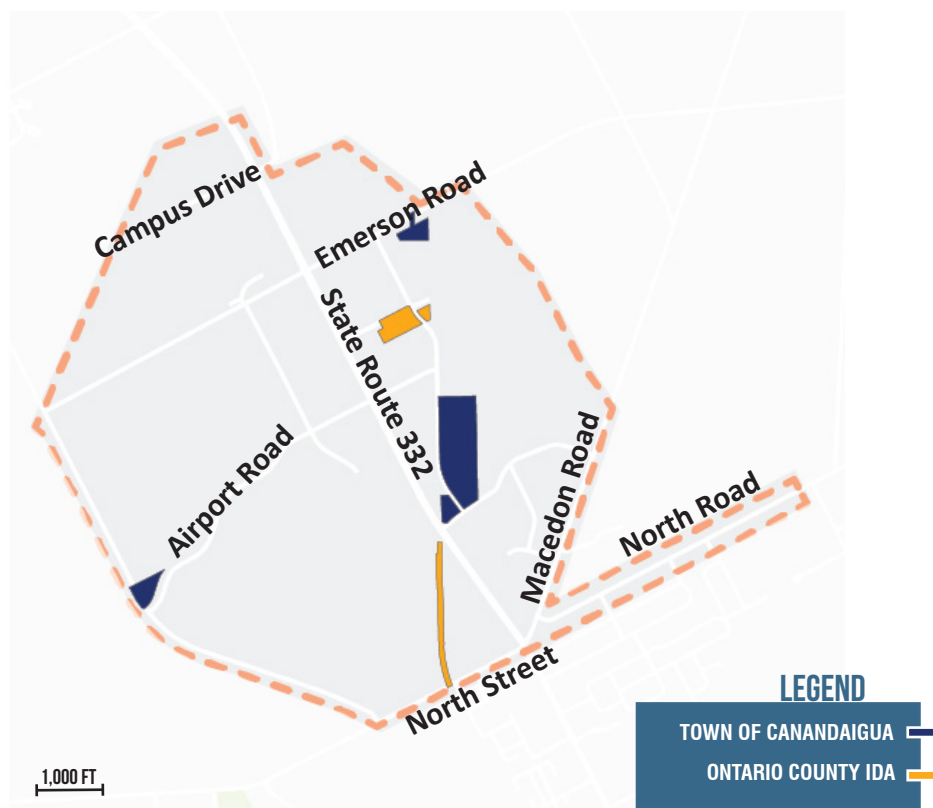 Campus Drive
Emerson Road
State Route 332
Airport Road
Macedon Road
North Road
North Street
LEGEND
TOWN OF CANANDAIGUA
ONTARIO COUNTY IDA
1,000 FT